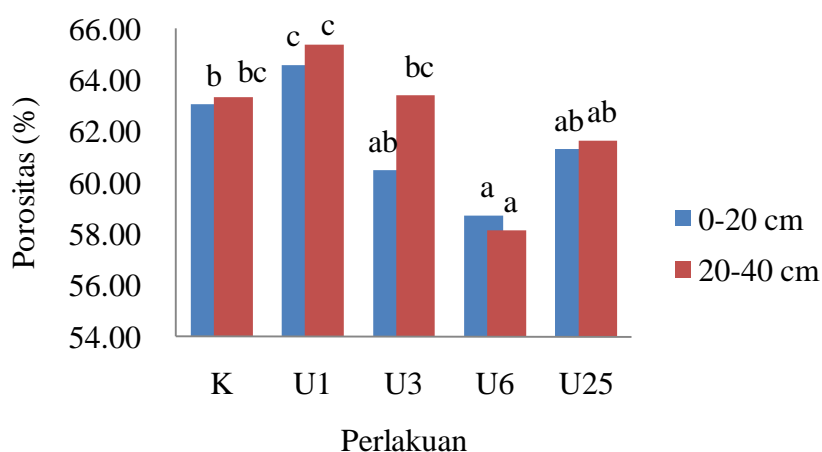 66.00
64.00
62.00
60.00
58.00
56.00
54.00
Porositas (%)
b bc
c c
ab bc
a a
ab ab
K U1 U3 U6 U25
Perlakuan
0-20 cm
20-40 cm